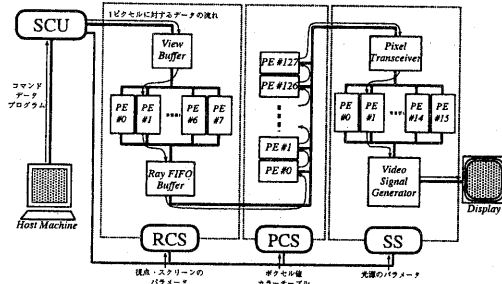 SCU
1ピクセルに対するデータの流れ
View
Buffer
PE
#0
PE
#1
PE
#6
PE
#7
Ray FIFO
Buffer
PE #127
PE #126
PE #1
PE #0
Pixel
Transceiver
PE
#0
PE
#1
PE
#14
PE
#15
Video
Signal
Generator
コマンド
データ
プログラム
Host Machine
Display
RCS
PCS
SS
視点・スクリーンの
パラメータ
ボクセル値
カラーテーブル
光源のパラメータ